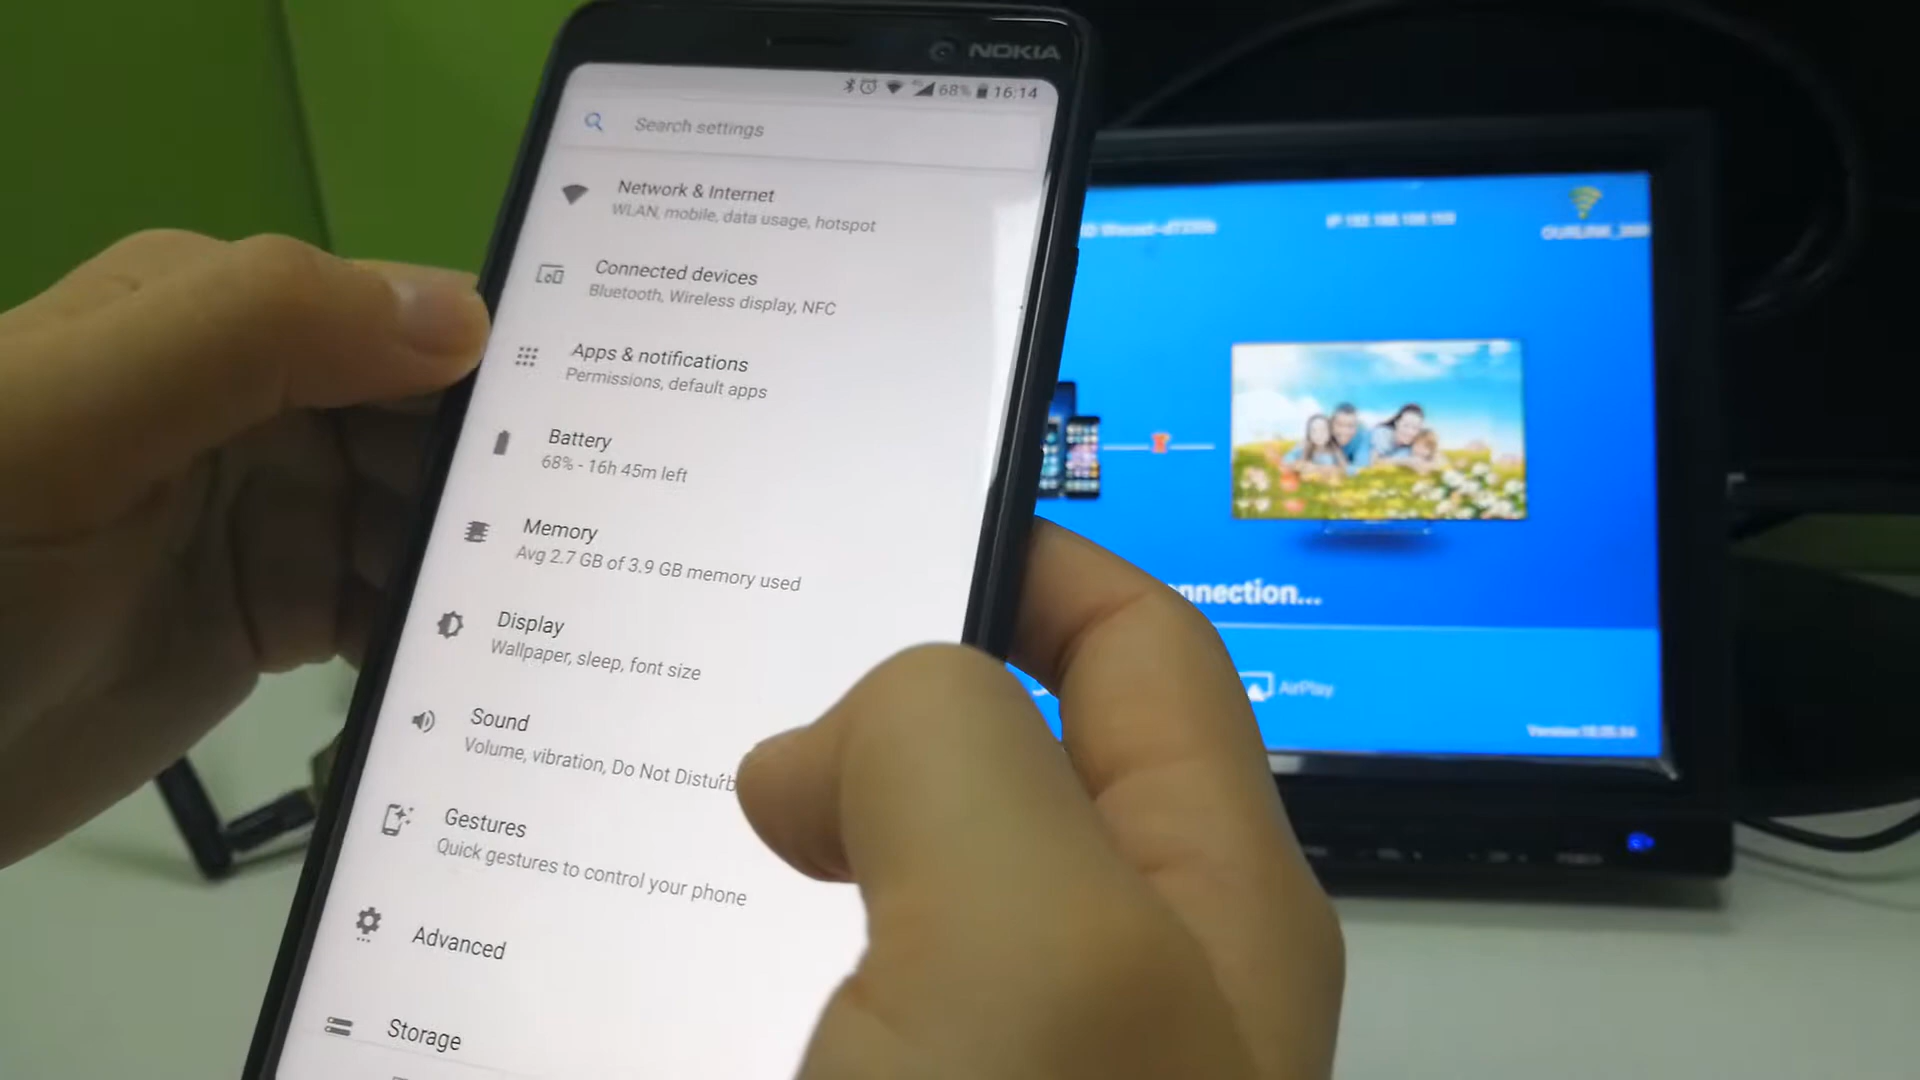 NOKIA
68% 16:14
Search settings
Network & Internet
WLAN, mobile, data usage, hotspot
Connected devices
Bluetooth, Wireless display, NFC
Apps & notifications
Permissions, default apps
Battery
68% - 16h 45m left
Memory
Avg 2.7 GB of 3.9 GB memory used
Display
Wallpaper, sleep, font size
Sound
Volume, vibration, Do Not Disturb
Gestures
Quick gestures to control your phone
Advanced
Storage
nnection...
AirPlay